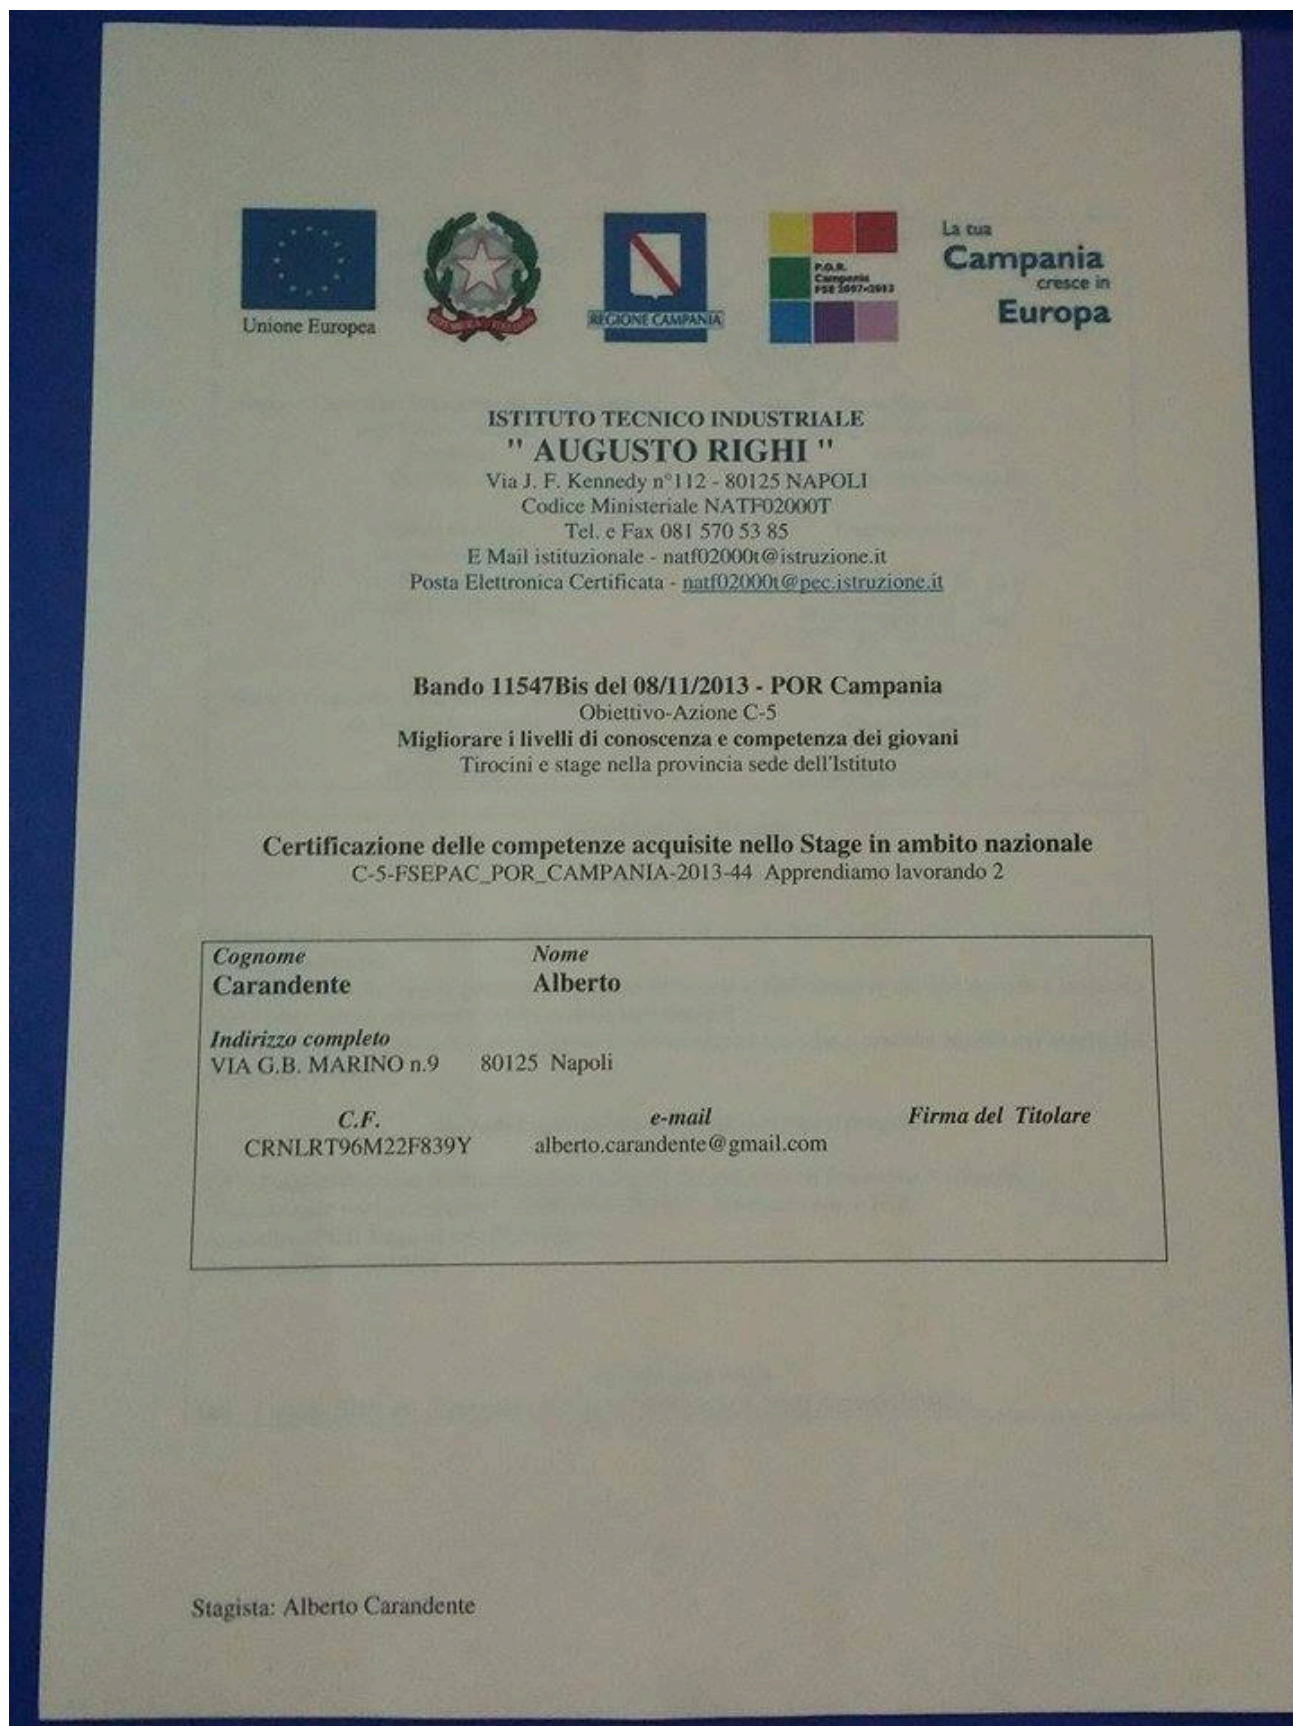 Unione Europea
REGIONE CAMPANIA
P.O.R.
Campania
FSE 2007-2013
La tua
Campania
cresce in
Europa
ISTITUTO TECNICO INDUSTRIALE
" AUGUSTO RIGHI "
Via J. F. Kennedy n°112 - 80125 NAPOLI
Codice Ministeriale NATF02000T
Tel. e Fax 081 570 53 85
E Mail istituzionale - natf02000t@istruzione.it
Posta Elettronica Certificata - natf02000t@pec.istruzione.it
Bando 11547Bis del 08/11/2013 - POR Campania
Obiettivo-Azione C-5
Migliorare i livelli di conoscenza e competenza dei giovani
Tirocini e stage nella provincia sede dell'Istituto
Certificazione delle competenze acquisite nello Stage in ambito nazionale
C-5-FSEPAC_POR_CAMPANIA-2013-44 Apprendiamo lavorando 2
Cognome Nome
Carandente Alberto
Indirizzo completo
VIA G.B. MARINO n.9 80125 Napoli
C.F. e-mail Firma del Titolare
CRNLRT96M22F839Y alberto.carandente@gmail.com
Stagista: Alberto Carandente